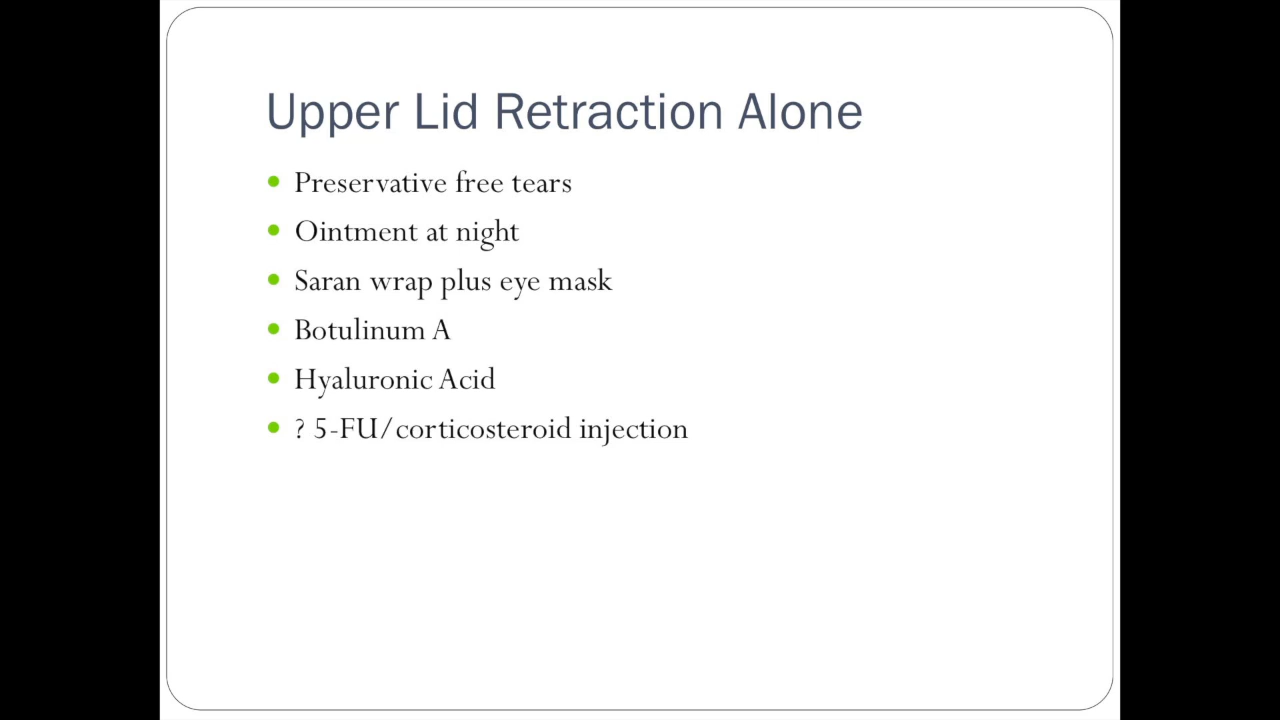 Upper Lid Retraction Alone
Preservative free tears
Ointment at night
Saran wrap plus eye mask
Botulinum A
Hyaluronic Acid
? 5-FU/corticosteroid injection